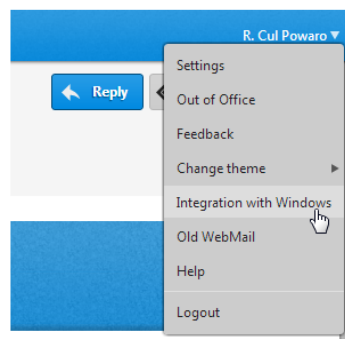 R. Cul Powaro
Reply
Settings
Out of Office
Feedback
Change theme
Integration with Windows
Old WebMail
Help
Logout